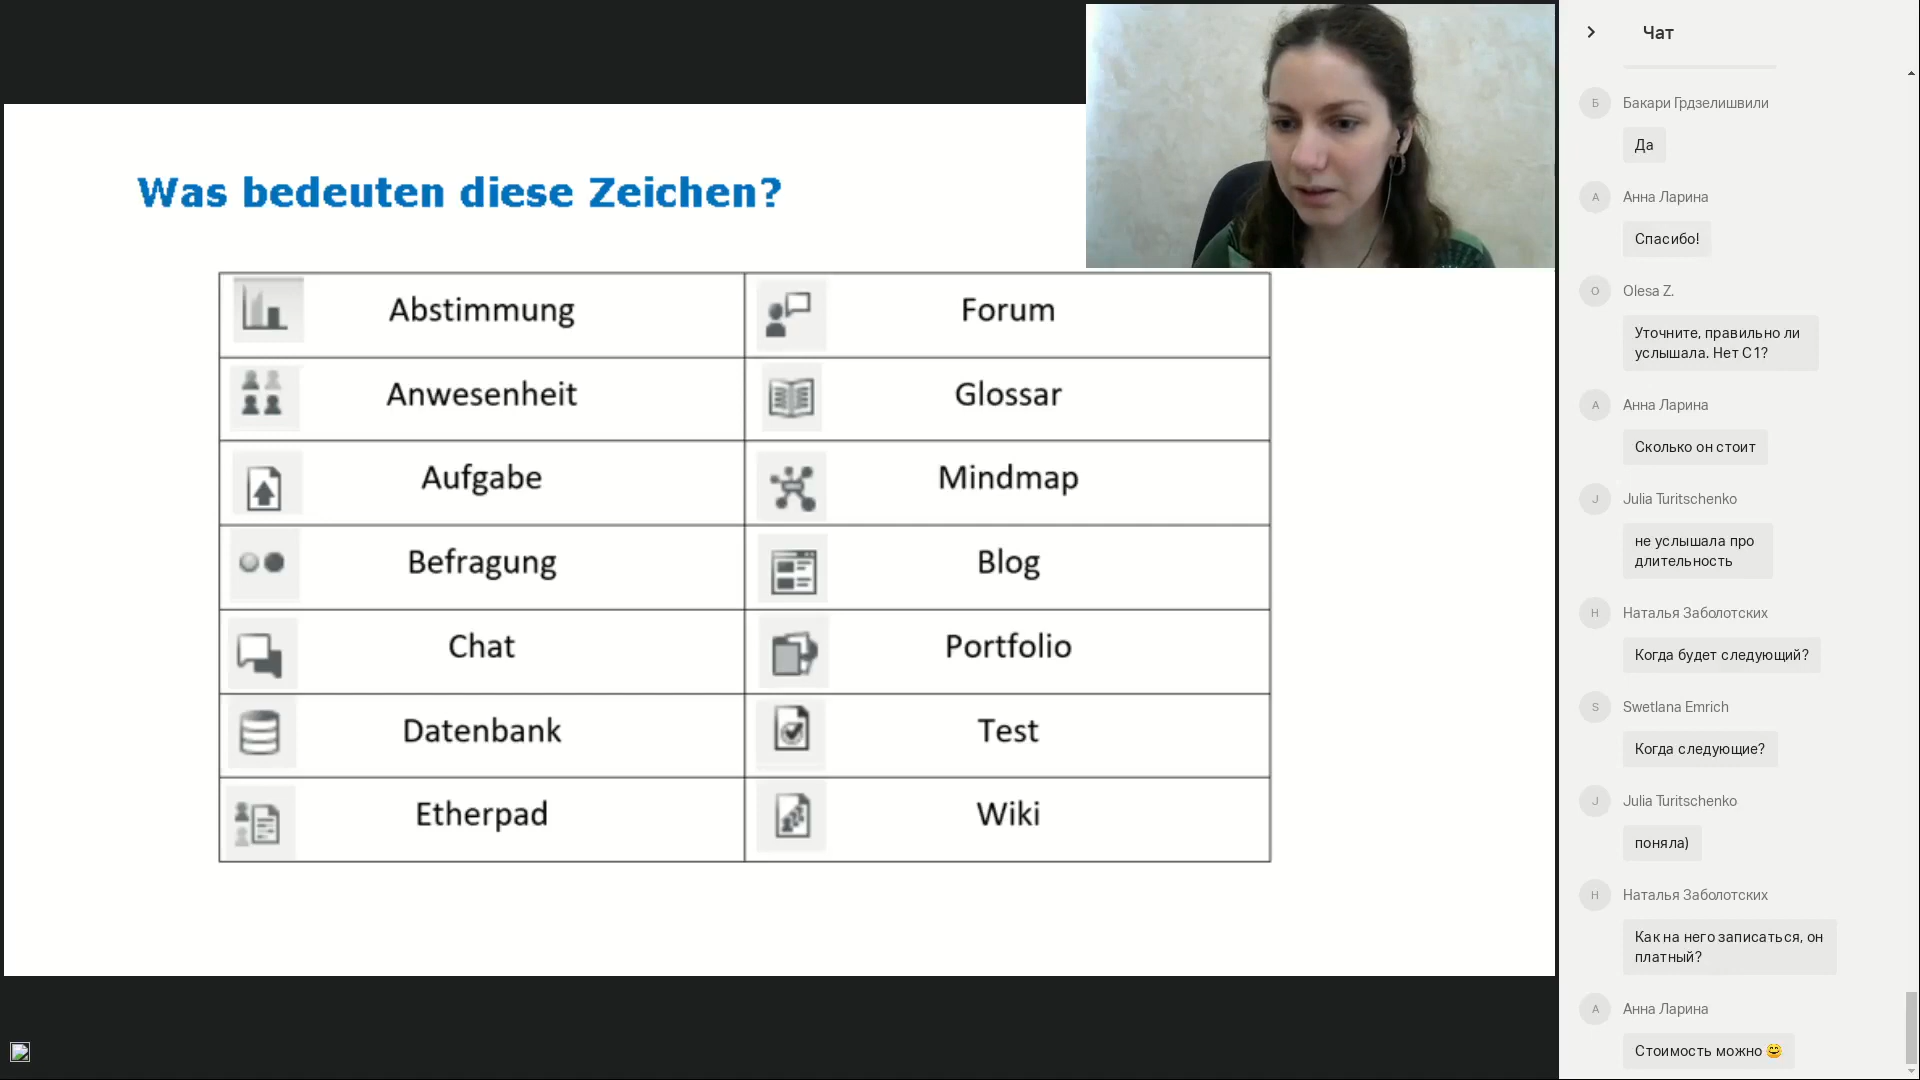 Was bedeuten diese Zeichen?
Abstimmung Forum
Anwesenheit Glossar
Aufgabe Mindmap
Befragung Blog
Chat Portfolio
Datenbank Test
Etherpad Wiki
Чат
Б Бакари Грдзелишвили
Да
А Анна Ларина
Спасибо!
O Olesa Z.
Уточните, правильно ли
услышала. Нет С1?
А Анна Ларина
Сколько он стоит
J Julia Turitschenko
не услышала про
длительность
Н Наталья Заболотских
Когда будет следующий?
S Swetlana Emrich
Когда следующие?
J Julia Turitschenko
поняла)
Н Наталья Заболотских
Как на него записаться, он
платный?
А Анна Ларина
Стоимость можно 😄